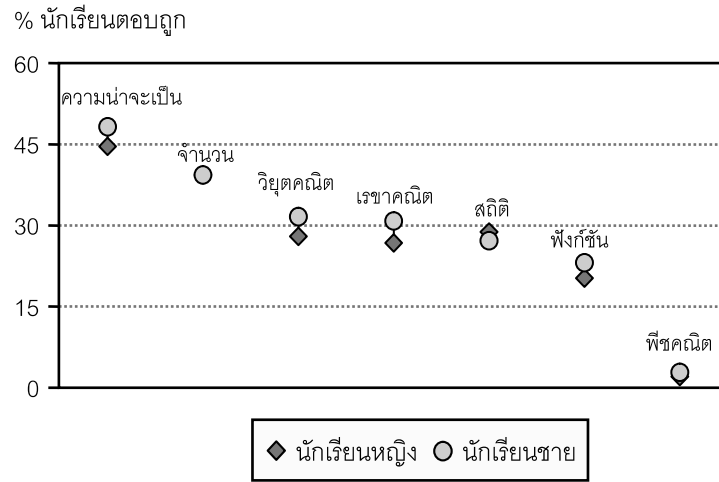 % นักเรียนตอบถูก
60
ความน่าจะเป็น
45
จำนวน
วิยุตคณิต
เรขาคณิต
สถิติ
30
ฟังก์ชัน
15
พีชคณิต
0
นักเรียนหญิง นักเรียนชาย